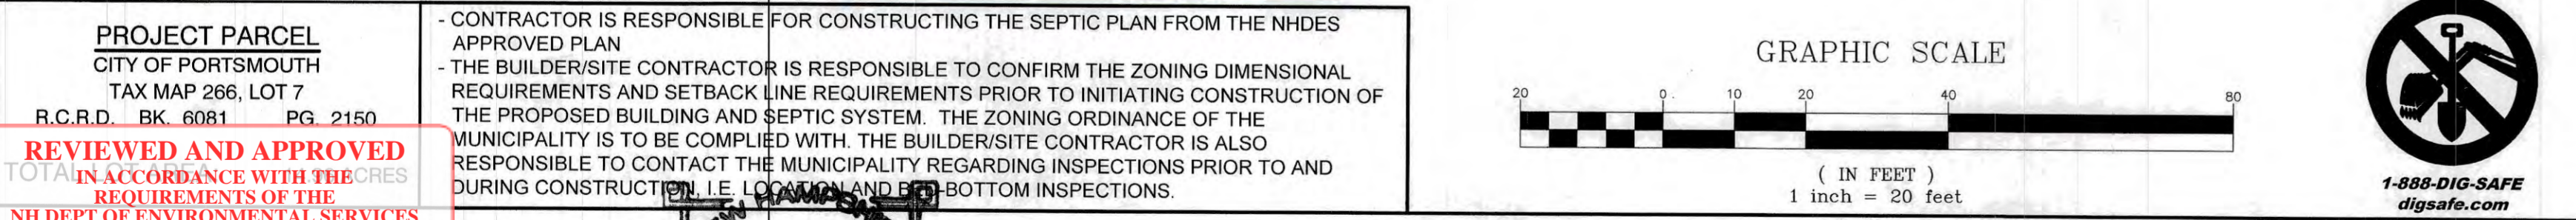 PROJECT PARCEL
CITY OF PORTSMOUTH
TAX MAP 266, LOT 7
R.C.R.D. BK. 6081 PG. 2150
TOTAL LOT AREA ACRES
REVIEWED AND APPROVED
IN ACCORDANCE WITH THE
REQUIREMENTS OF THE
NH DEPT OF ENVIRONMENTAL SERVICES
- CONTRACTOR IS RESPONSIBLE FOR CONSTRUCTING THE SEPTIC PLAN FROM THE NHDES
APPROVED PLAN
- THE BUILDER/SITE CONTRACTOR IS RESPONSIBLE TO CONFIRM THE ZONING DIMENSIONAL
REQUIREMENTS AND SETBACK LINE REQUIREMENTS PRIOR TO INITIATING CONSTRUCTION OF
THE PROPOSED BUILDING AND SEPTIC SYSTEM. THE ZONING ORDINANCE OF THE
MUNICIPALITY IS TO BE COMPLIED WITH. THE BUILDER/SITE CONTRACTOR IS ALSO
RESPONSIBLE TO CONTACT THE MUNICIPALITY REGARDING INSPECTIONS PRIOR TO AND
DURING CONSTRUCTION, I.E. LOCATION AND BED-BOTTOM INSPECTIONS.
GRAPHIC SCALE
20 0 10 20 40 80
( IN FEET )
1 inch = 20 feet
1-888-DIG-SAFE
digsafe.com